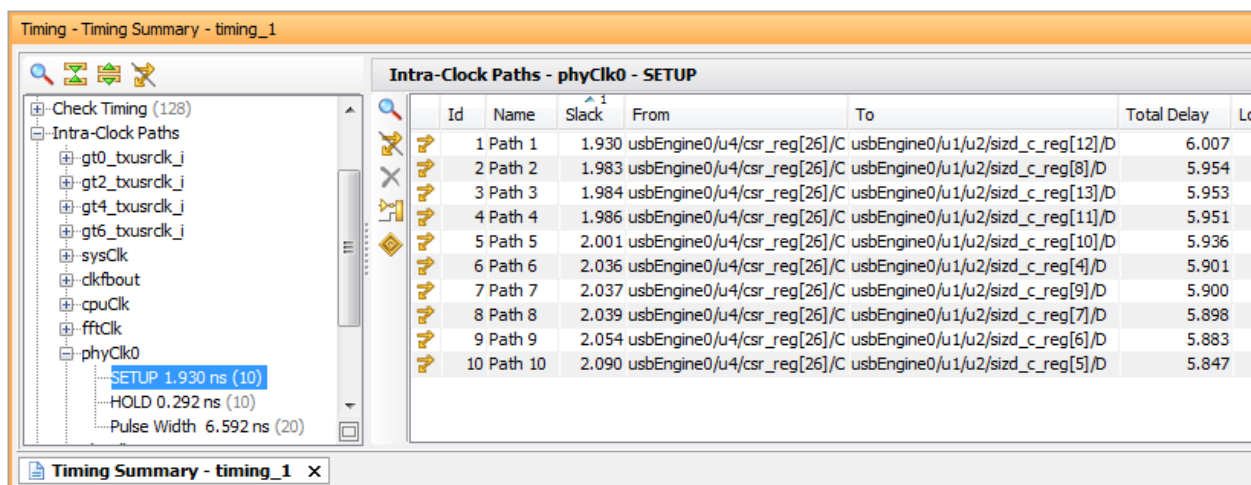 Timing - Timing Summary - timing_1
Intra-Clock Paths - phyClk0 - SETUP
Check Timing (128)
Intra-Clock Paths
gt0_txusrclk_i
gt2_txusrclk_i
gt4_txusrclk_i
gt6_txusrclk_i
sysClk
clkfbout
cpuClk
fftClk
phyClk0
SETUP 1.930 ns (10)
HOLD 0.292 ns (10)
Pulse Width 6.592 ns (20)
Id Name Slack 1 From To Total Delay Lo
1 Path 1 1.930 usbEngine0/u4/csr_reg[26]/C usbEngine0/u1/u2/sizd_c_reg[12]/D 6.007
2 Path 2 1.983 usbEngine0/u4/csr_reg[26]/C usbEngine0/u1/u2/sizd_c_reg[8]/D 5.954
3 Path 3 1.984 usbEngine0/u4/csr_reg[26]/C usbEngine0/u1/u2/sizd_c_reg[13]/D 5.953
4 Path 4 1.986 usbEngine0/u4/csr_reg[26]/C usbEngine0/u1/u2/sizd_c_reg[11]/D 5.951
5 Path 5 2.001 usbEngine0/u4/csr_reg[26]/C usbEngine0/u1/u2/sizd_c_reg[10]/D 5.936
6 Path 6 2.036 usbEngine0/u4/csr_reg[26]/C usbEngine0/u1/u2/sizd_c_reg[4]/D 5.901
7 Path 7 2.037 usbEngine0/u4/csr_reg[26]/C usbEngine0/u1/u2/sizd_c_reg[9]/D 5.900
8 Path 8 2.039 usbEngine0/u4/csr_reg[26]/C usbEngine0/u1/u2/sizd_c_reg[7]/D 5.898
9 Path 9 2.054 usbEngine0/u4/csr_reg[26]/C usbEngine0/u1/u2/sizd_c_reg[6]/D 5.883
10 Path 10 2.090 usbEngine0/u4/csr_reg[26]/C usbEngine0/u1/u2/sizd_c_reg[5]/D 5.847
Timing Summary - timing_1